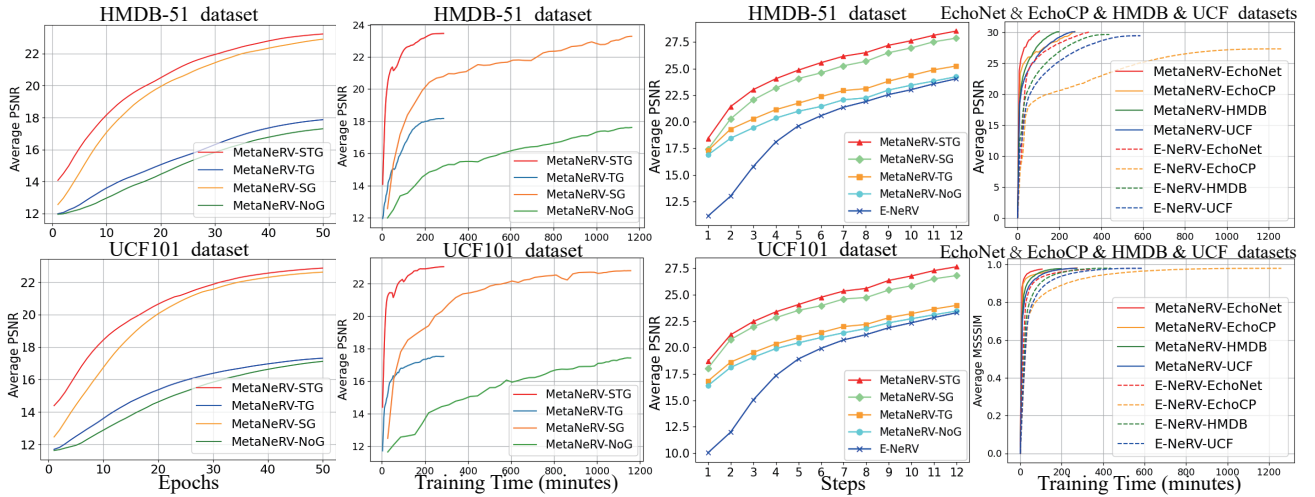 HMDB-51 dataset
Average PSNR
22
20
18
16
14
12
MetaNeRV-STG
MetaNeRV-TG
MetaNeRV-SG
MetaNeRV-NoG
0 10 20 30 40 50
HMDB-51 dataset
Average PSNR
24
22
20
18
16
14
12
MetaNeRV-STG
MetaNeRV-TG
MetaNeRV-SG
MetaNeRV-NoG
0 200 400 600 800 1000 1200
HMDB-51 dataset
Average PSNR
27.5
25.0
22.5
20.0
17.5
15.0
12.5
MetaNeRV-STG
MetaNeRV-SG
MetaNeRV-TG
MetaNeRV-NoG
E-NeRV
1 2 3 4 5 6 7 8 9 10 11 12
EchoNet & EchoCP & HMDB & UCF datasets
Average PSNR
30
25
20
15
10
5
0
MetaNeRV-EchoNet
MetaNeRV-EchoCP
MetaNeRV-HMDB
MetaNeRV-UCF
E-NeRV-EchoNet
E-NeRV-EchoCP
E-NeRV-HMDB
E-NeRV-UCF
0 200 400 600 800 1000 1200
UCF101 dataset
Average PSNR
22
20
18
16
14
12
MetaNeRV-STG
MetaNeRV-TG
MetaNeRV-SG
MetaNeRV-NoG
0 10 20 30 40 50
Epochs
UCF101 dataset
Average PSNR
22
20
18
16
14
12
MetaNeRV-STG
MetaNeRV-TG
MetaNeRV-SG
MetaNeRV-NoG
0 200 400 600 800 1000 1200
Training Time (minutes)
UCF101 dataset
Average PSNR
27.5
25.0
22.5
20.0
17.5
15.0
12.5
10.0
MetaNeRV-STG
MetaNeRV-SG
MetaNeRV-TG
MetaNeRV-NoG
E-NeRV
1 2 3 4 5 6 7 8 9 10 11 12
Steps
EchoNet & EchoCP & HMDB & UCF datasets
Average MSSSIM
1.0
0.8
0.6
0.4
0.2
0.0
MetaNeRV-EchoNet
MetaNeRV-EchoCP
MetaNeRV-HMDB
MetaNeRV-UCF
E-NeRV-EchoNet
E-NeRV-EchoCP
E-NeRV-HMDB
E-NeRV-UCF
0 200 400 600 800 1000 1200
Training Time (minutes)